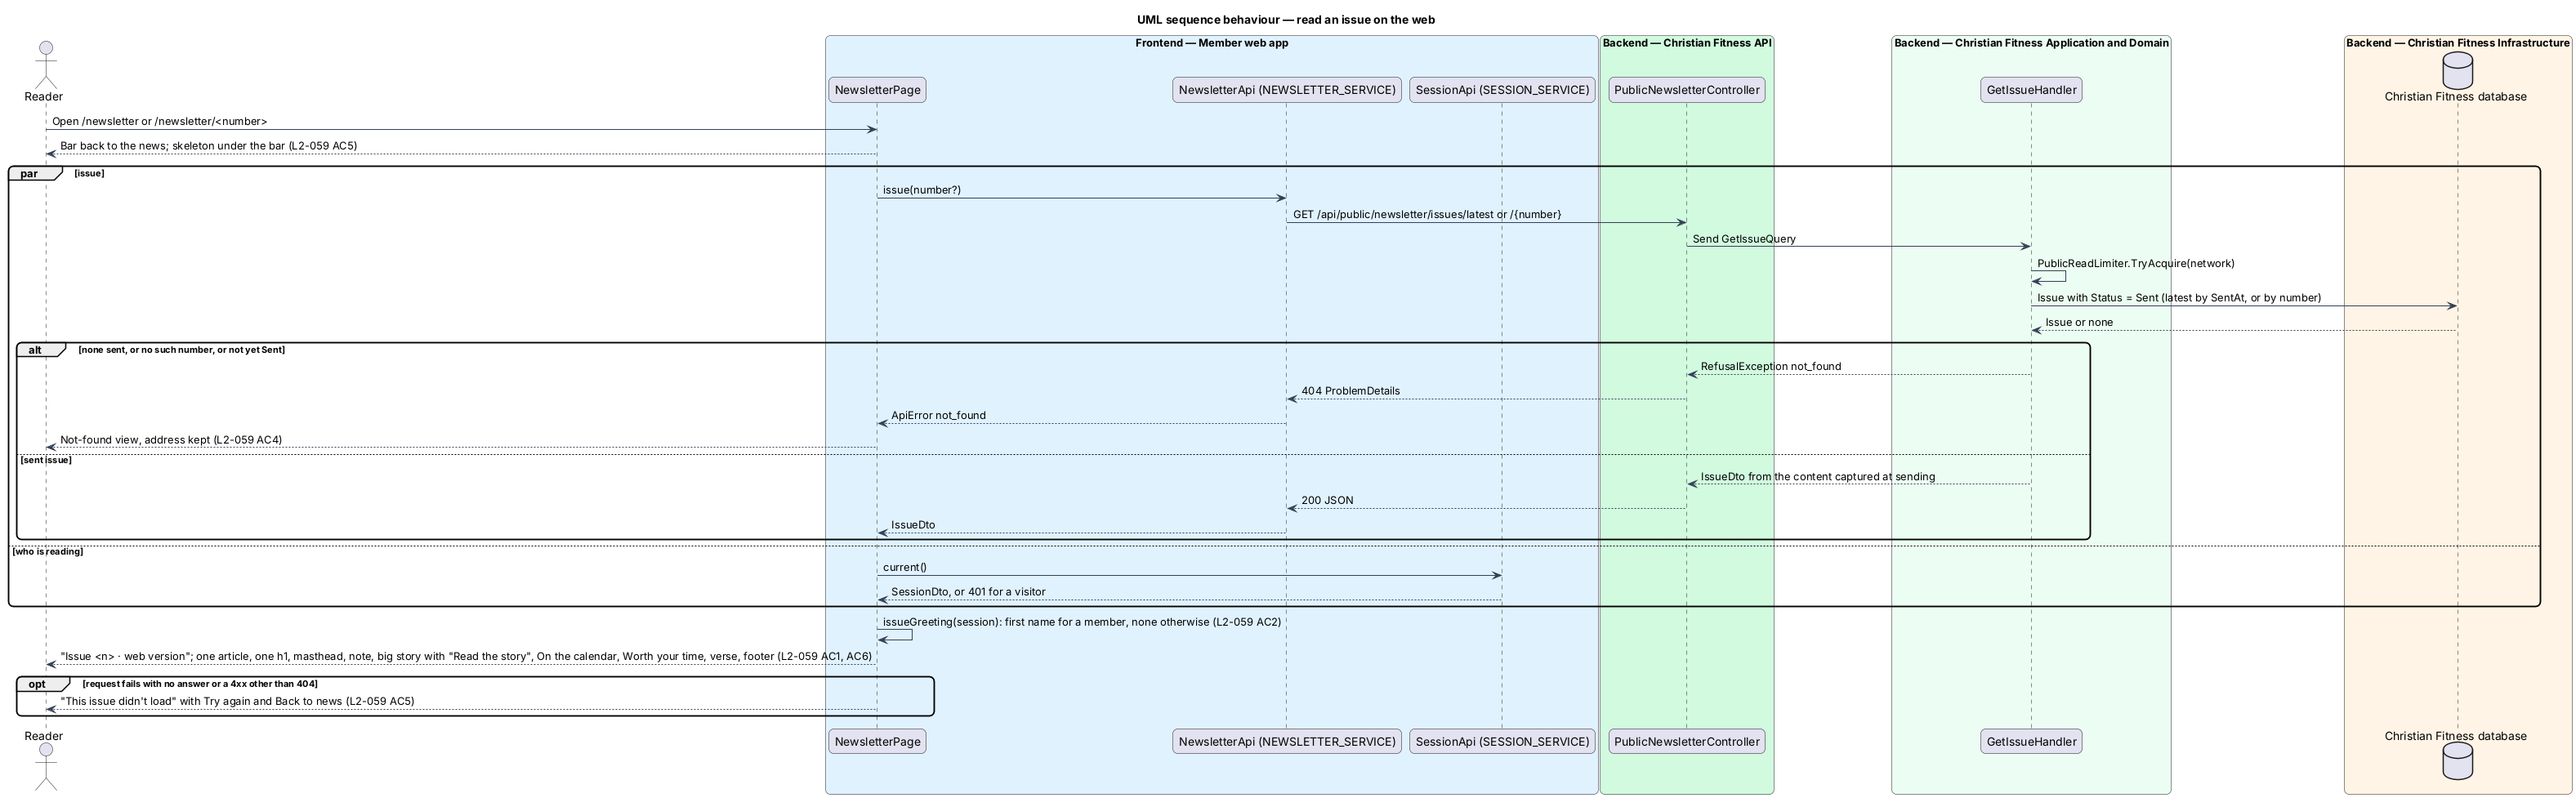 UML sequence behaviour — read an issue on the web
Frontend — Member web app
Backend — Christian Fitness API
Backend — Christian Fitness Application and Domain
Backend — Christian Fitness Infrastructure
Reader
NewsletterPage
NewsletterApi (NEWSLETTER_SERVICE)
SessionApi (SESSION_SERVICE)
PublicNewsletterController
GetIssueHandler
Christian Fitness database
Open /newsletter or /newsletter/<number>
Bar back to the news; skeleton under the bar (L2-059 AC5)
par [issue]
issue(number?)
GET /api/public/newsletter/issues/latest or /{number}
Send GetIssueQuery
PublicReadLimiter.TryAcquire(network)
Issue with Status = Sent (latest by SentAt, or by number)
Issue or none
alt [none sent, or no such number, or not yet Sent]
RefusalException not_found
404 ProblemDetails
ApiError not_found
Not-found view, address kept (L2-059 AC4)
[sent issue]
IssueDto from the content captured at sending
200 JSON
IssueDto
[who is reading]
current()
SessionDto, or 401 for a visitor
issueGreeting(session): first name for a member, none otherwise (L2-059 AC2)
"Issue <n> · web version"; one article, one h1, masthead, note, big story with "Read the story", On the calendar, Worth your time, verse, footer (L2-059 AC1, AC6)
opt [request fails with no answer or a 4xx other than 404]
"This issue didn't load" with Try again and Back to news (L2-059 AC5)
Reader
NewsletterPage
NewsletterApi (NEWSLETTER_SERVICE)
SessionApi (SESSION_SERVICE)
PublicNewsletterController
GetIssueHandler
Christian Fitness database